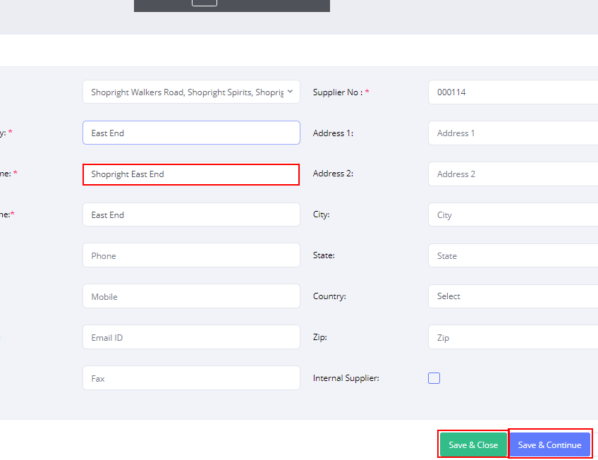 Shopright Walkers Road, Shopright Spirits, Shoprig
Supplier No : *
000114
y: *
East End
Address 1:
Address 1
me: *
Shopright East End
Address 2:
Address 2
ne:*
East End
City:
City
Phone
State:
State
Mobile
Country:
Select
Email ID
Zip:
Zip
Fax
Internal Supplier:
Save & Close
Save & Continue